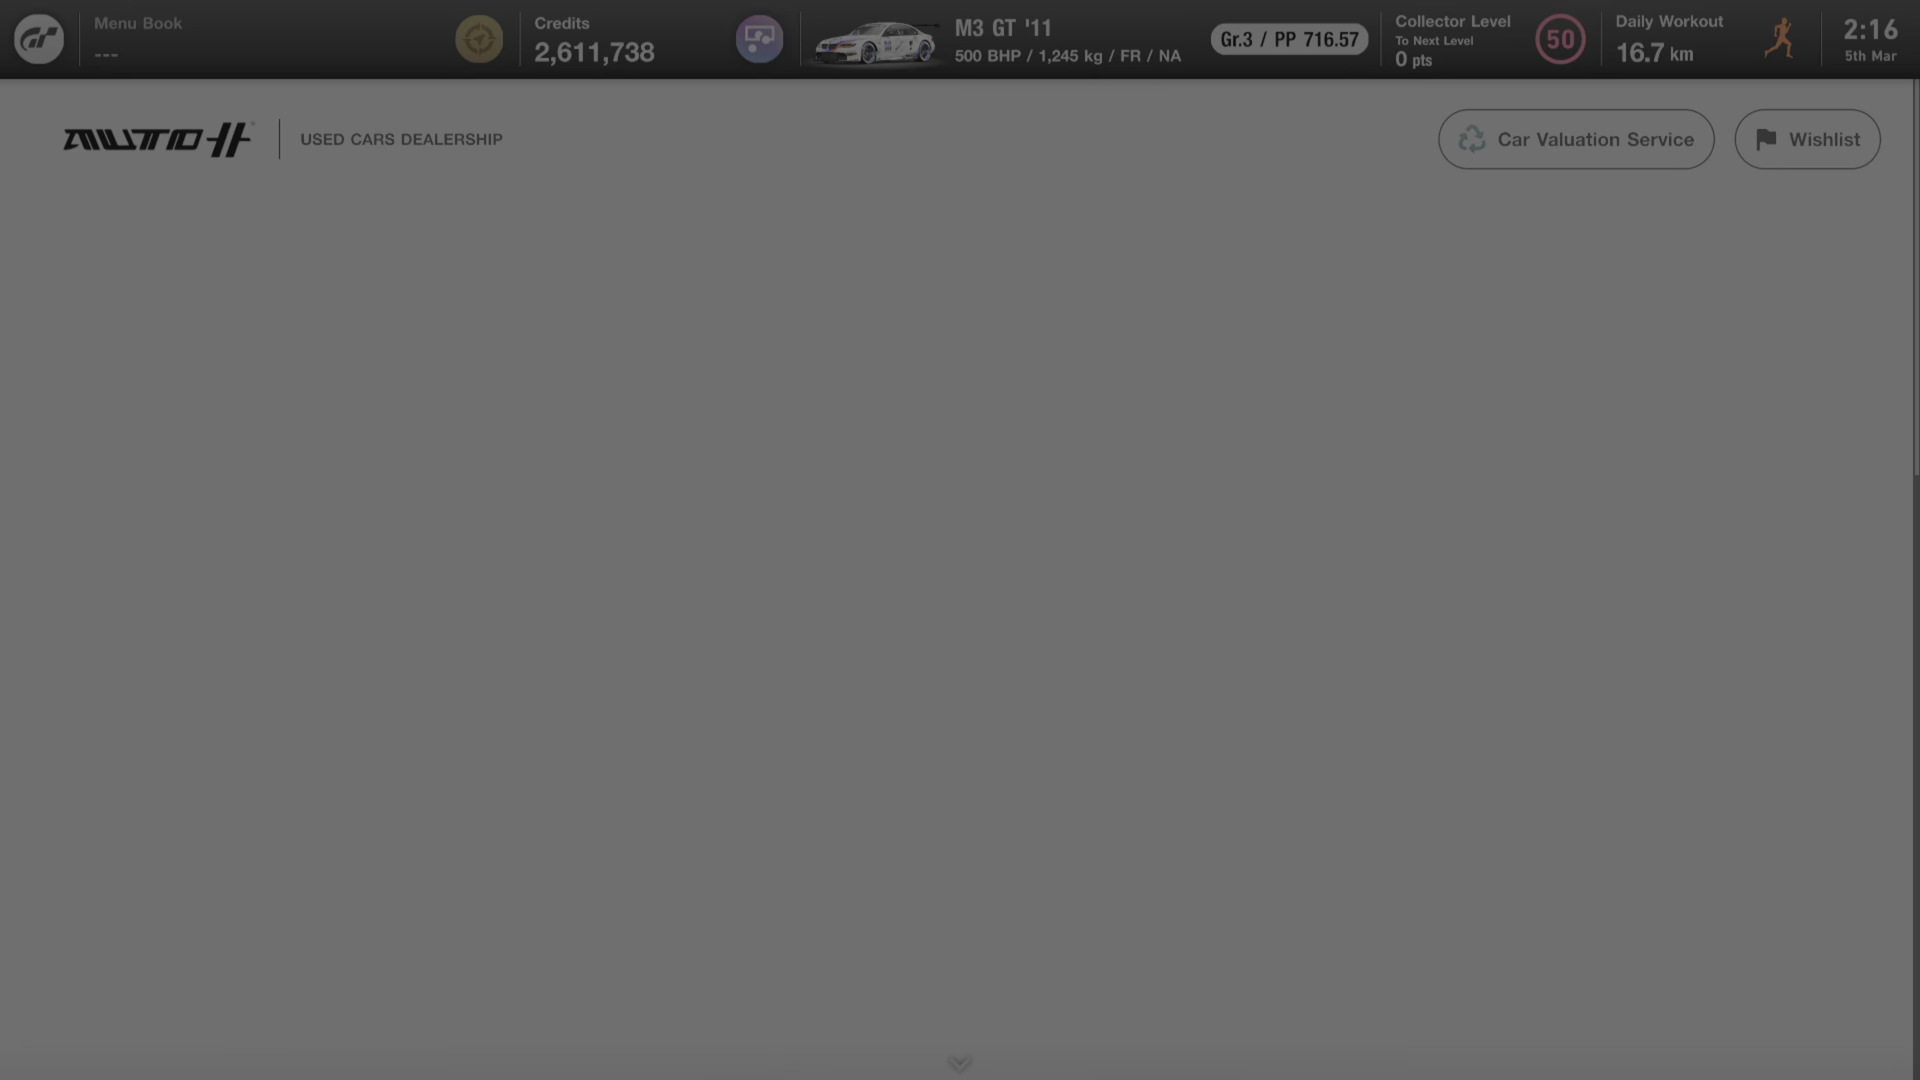 Menu Book
---
Credits
2,611,738
M3 GT '11
500 BHP / 1,245 kg / FR / NA
Gr.3 / PP 716.57
Collector Level
To Next Level
0 pts
50
Daily Workout
16.7 km
2:16
5th Mar
AUTO
USED CARS DEALERSHIP
Car Valuation Service
Wishlist